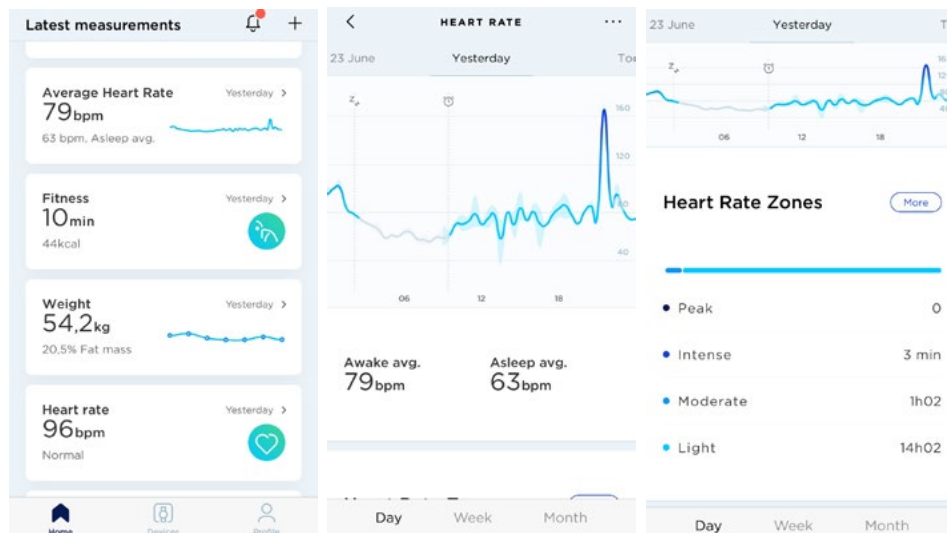 Latest measurements
+
Average Heart Rate
Yesterday >
79bpm
63 bpm, Asleep avg.
Fitness
Yesterday >
10min
44kcal
Weight
Yesterday >
54,2kg
20,5% Fat mass
Heart rate
Yesterday >
96bpm
Normal
Home
Devices
Profile
< HEART RATE ...
23 June Yesterday
160
120
80
40
06 12 18
Awake avg. Asleep avg.
79bpm 63bpm
Day Week Month
23 June Yesterday T
06 12 18
Heart Rate Zones More
Peak 0
Intense 3 min
Moderate 1h02
Light 14h02
Day Week Month